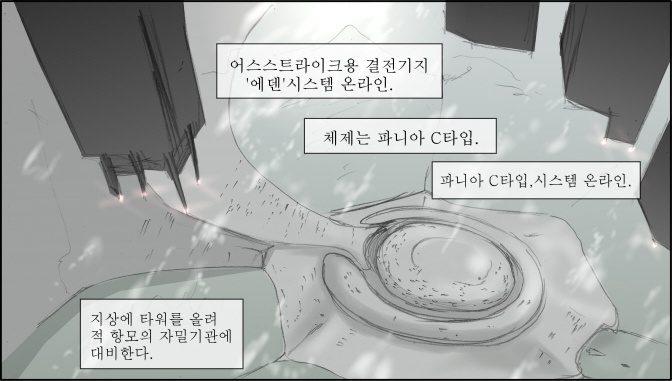 어스스트라이크용 결전기지
'에덴'시스템 온라인.
체제는 파니아 C타입.
파니아 C타입,시스템 온라인.
지상에 타워를 올려
적 항모의 자밀기관에
대비한다.